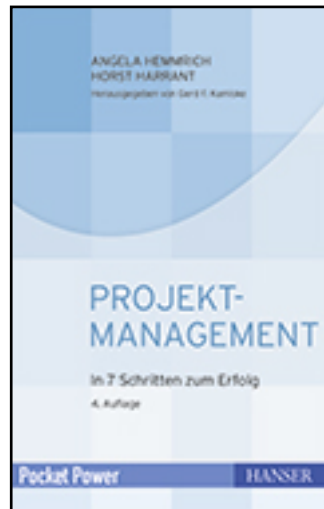 ANGELA HEMMRICH
HORST HARRANT
Herausgegeben von Gerd F. Kamiske
PROJEKT-
MANAGEMENT
In 7 Schritten zum Erfolg
4. Auflage
Pocket Power
HANSER